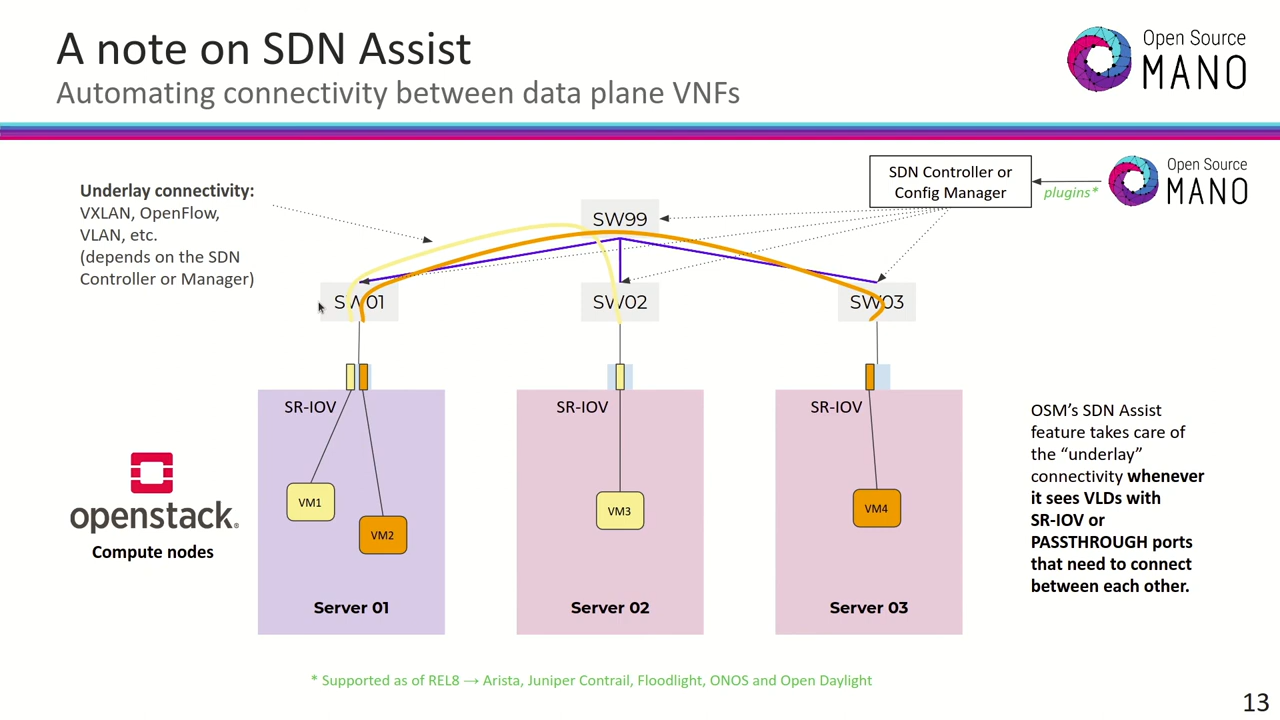 A note on SDN Assist
Automating connectivity between data plane VNFs
Open Source
MANO
Underlay connectivity:
VXLAN, OpenFlow,
VLAN, etc.
(depends on the SDN
Controller or Manager)
SDN Controller or
Config Manager
plugins*
Open Source
MANO
SW99
SW01
SW02
SW03
SR-IOV
SR-IOV
SR-IOV
VM1
VM2
VM3
VM4
Server 01
Server 02
Server 03
openstack®
Compute nodes
OSM's SDN Assist
feature takes care of
the “underlay”
connectivity whenever
it sees VLDs with
SR-IOV or
PASSTHROUGH ports
that need to connect
between each other.
* Supported as of REL8 → Arista, Juniper Contrail, Floodlight, ONOS and Open Daylight
13